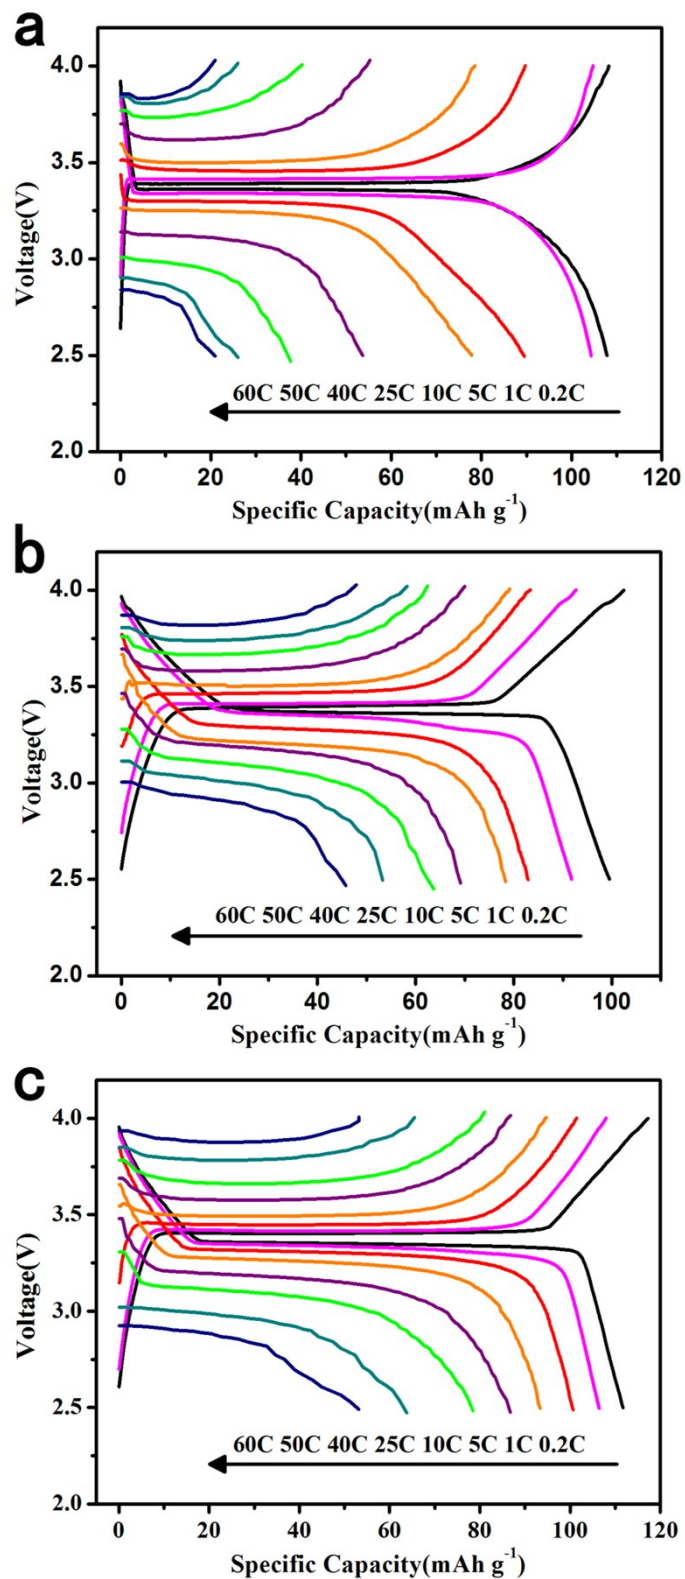 a
4.0
3.5
3.0
2.5
2.0
Voltage(V)
60C 50C 40C 25C 10C 5C 1C 0.2C
0 20 40 60 80 100 120
Specific Capacity(mAh g⁻¹)
b
4.0
3.5
3.0
2.5
2.0
Voltage(V)
60C 50C 40C 25C 10C 5C 1C 0.2C
0 20 40 60 80 100
Specific Capacity(mAh g⁻¹)
c
4.0
3.5
3.0
2.5
2.0
Voltage(V)
60C 50C 40C 25C 10C 5C 1C 0.2C
0 20 40 60 80 100 120
Specific Capacity(mAh g⁻¹)